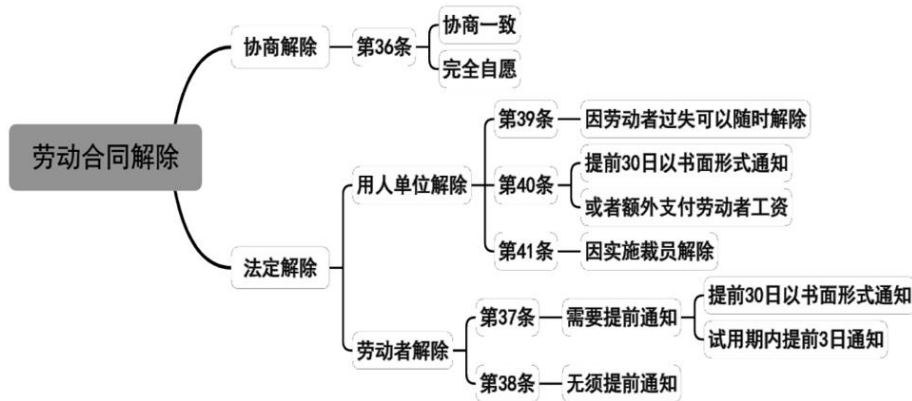 劳动合同解除
协商解除
第36条
协商一致
完全自愿
法定解除
用人单位解除
第39条
因劳动者过失可以随时解除
第40条
提前30日以书面形式通知
或者额外支付劳动者工资
第41条
因实施裁员解除
劳动者解除
第37条
需要提前通知
提前30日以书面形式通知
试用期内提前3日通知
第38条
无须提前通知